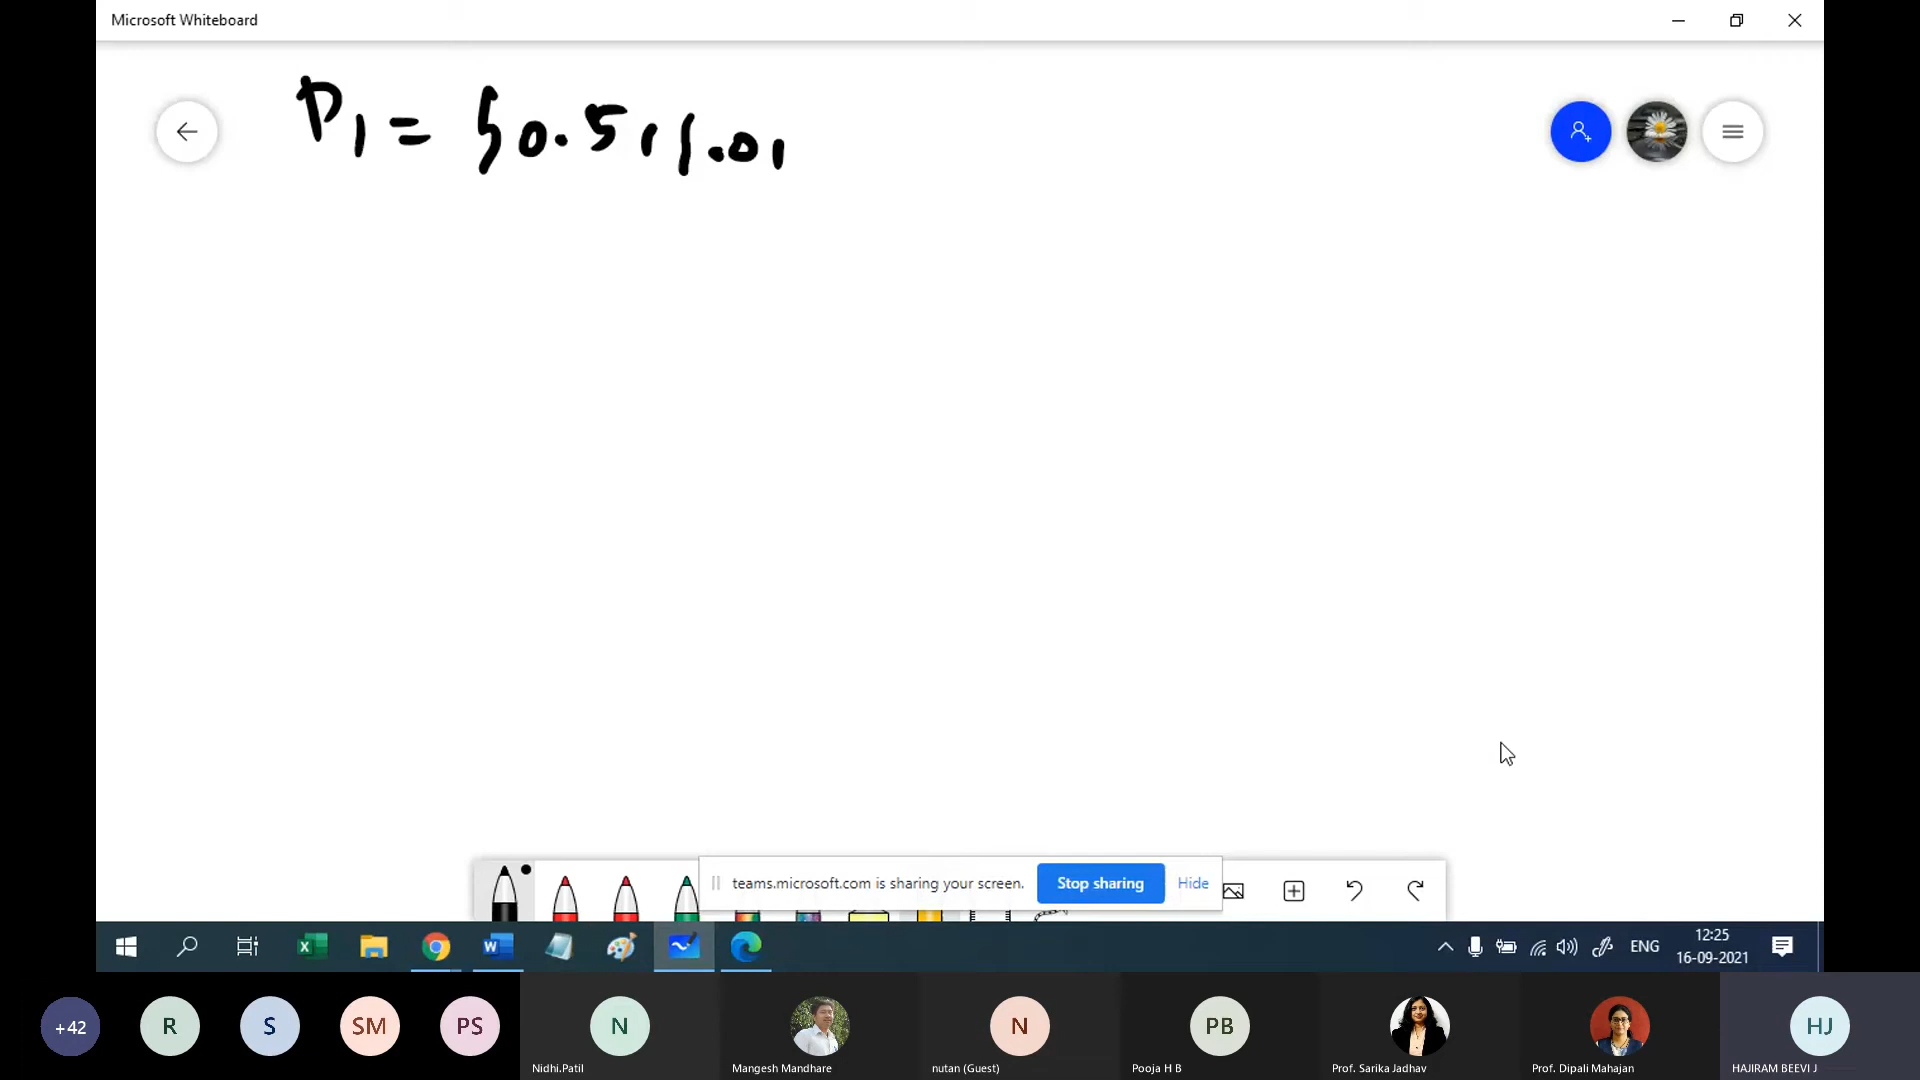 Microsoft Whiteboard
P1 = {0.5, 1.01
teams.microsoft.com is sharing your screen. Stop sharing Hide
ENG
12:25
16-09-2021
+42 R S SM PS N N PB HJ
Nidhi.Patil Mangesh Mandhare nutan (Guest) Pooja H B Prof. Sarika Jadhav Prof. Dipali Mahajan HAJIRAM BEEVI J